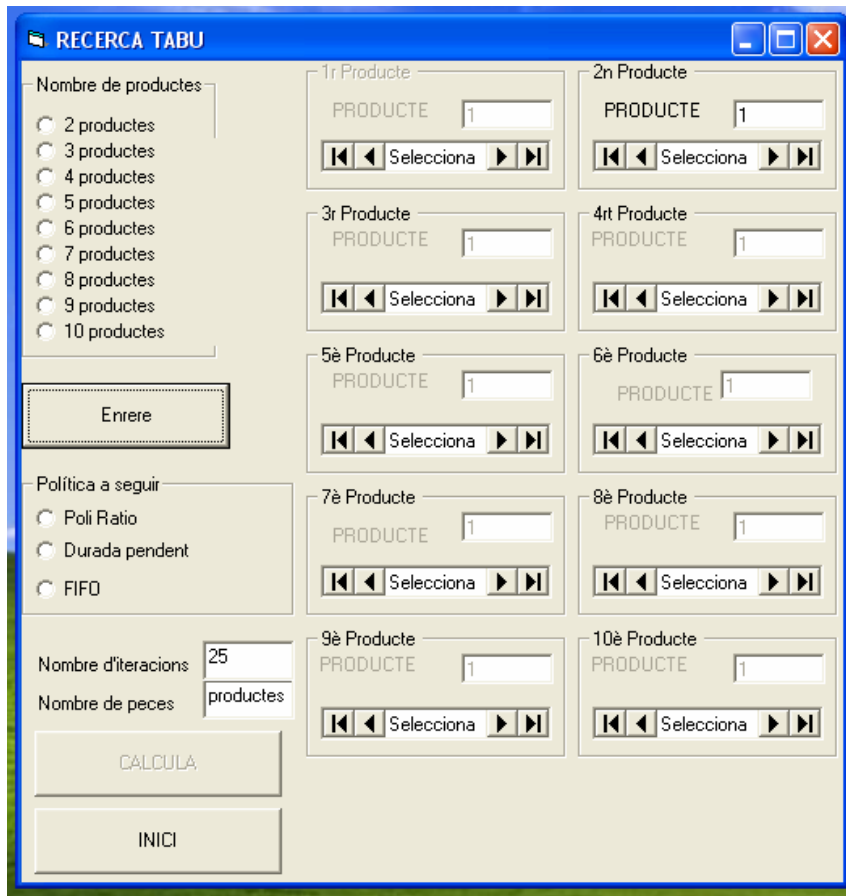 RECERCA TABU
Nombre de productes
2 productes
3 productes
4 productes
5 productes
6 productes
7 productes
8 productes
9 productes
10 productes
Enrere
Política a seguir
Poli Ratio
Durada pendent
FIFO
Nombre d'iteracions 25
Nombre de peces productes
CALCULA
INICI
1r Producte
PRODUCTE 1
Selecciona
2n Producte
PRODUCTE 1
Selecciona
3r Producte
PRODUCTE 1
Selecciona
4rt Producte
PRODUCTE 1
Selecciona
5è Producte
PRODUCTE 1
Selecciona
6è Producte
PRODUCTE 1
Selecciona
7è Producte
PRODUCTE 1
Selecciona
8è Producte
PRODUCTE 1
Selecciona
9è Producte
PRODUCTE 1
Selecciona
10è Producte
PRODUCTE 1
Selecciona